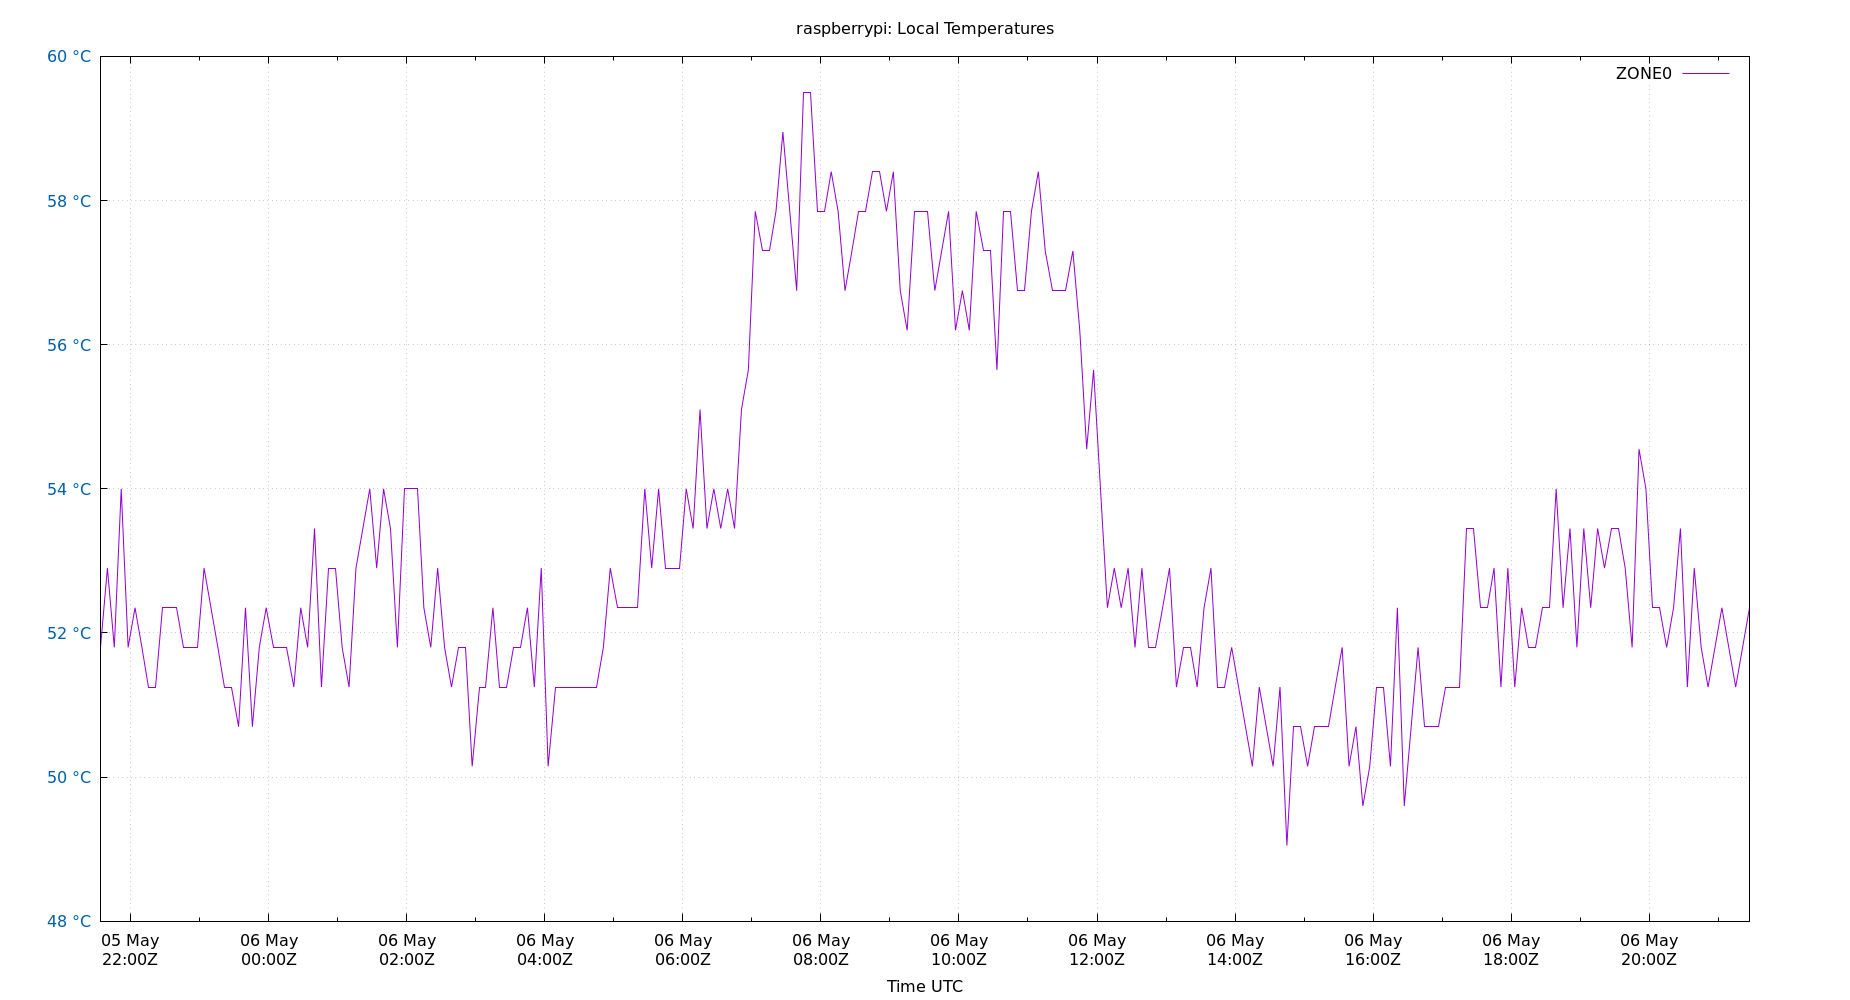 raspberrypi: Local Temperatures
60 °C
ZONE0
58 °C
56 °C
54 °C
52 °C
50 °C
48 °C
05 May 06 May 06 May 06 May 06 May 06 May 06 May 06 May 06 May 06 May 06 May 06 May
22:00Z 00:00Z 02:00Z 04:00Z 06:00Z 08:00Z 10:00Z 12:00Z 14:00Z 16:00Z 18:00Z 20:00Z
Time UTC